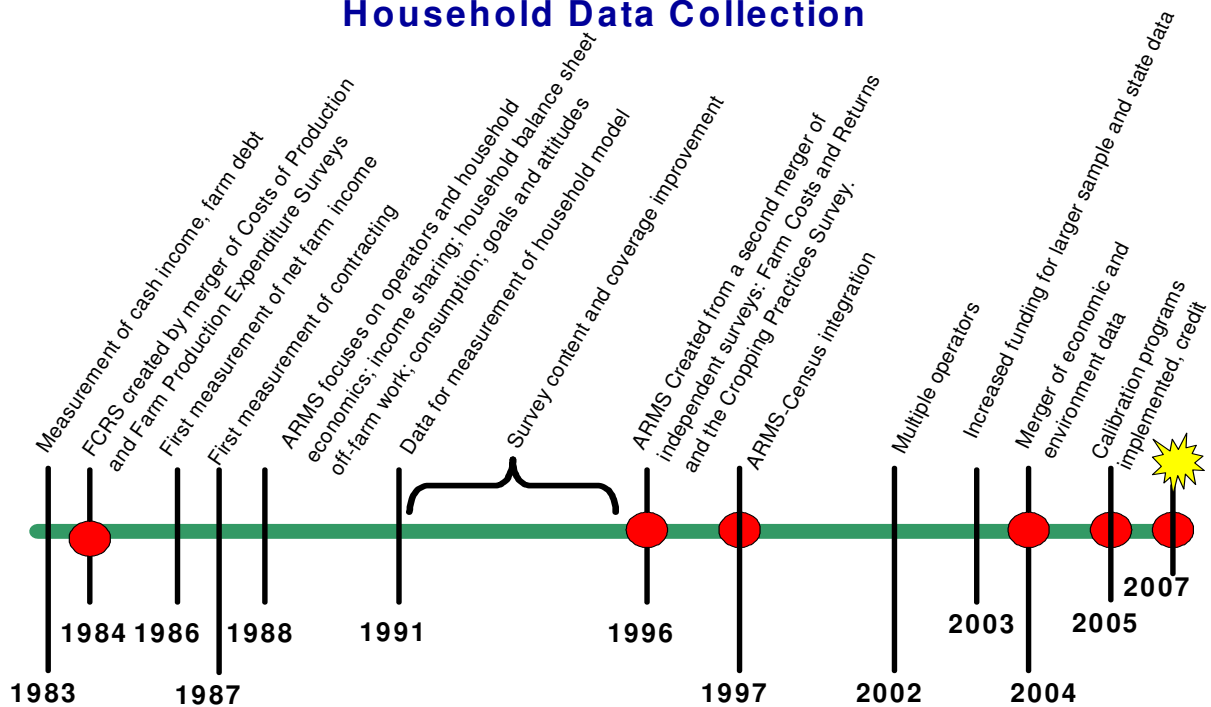 Household Data Collection
Measurement of cash income, farm debt
FCRS created by merger of Costs of Production
and Farm Production Expenditure Surveys
First measurement of net farm income
First measurement of contracting
ARMS focuses on operators and household
economics; income sharing; household balance sheet
off-farm work; consumption; goals and attitudes
Data for measurement of household model
Survey content and coverage improvement
ARMS Created from a second merger of
independent surveys: Farm Costs and Returns
and the Cropping Practices Survey.
ARMS-Census integration
Multiple operators
Increased funding for larger sample and state data
Merger of economic and
environment data
Calibration programs
implemented, credit
1983
1984
1986
1987
1988
1991
1996
1997
2002
2003
2004
2005
2007